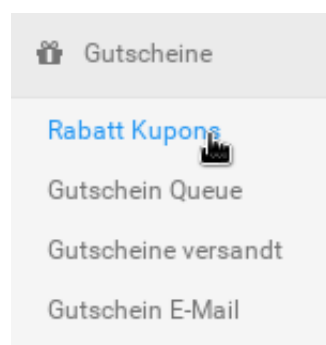 Gutscheine
Rabatt Kupons
Gutschein Queue
Gutscheine versandt
Gutschein E-Mail